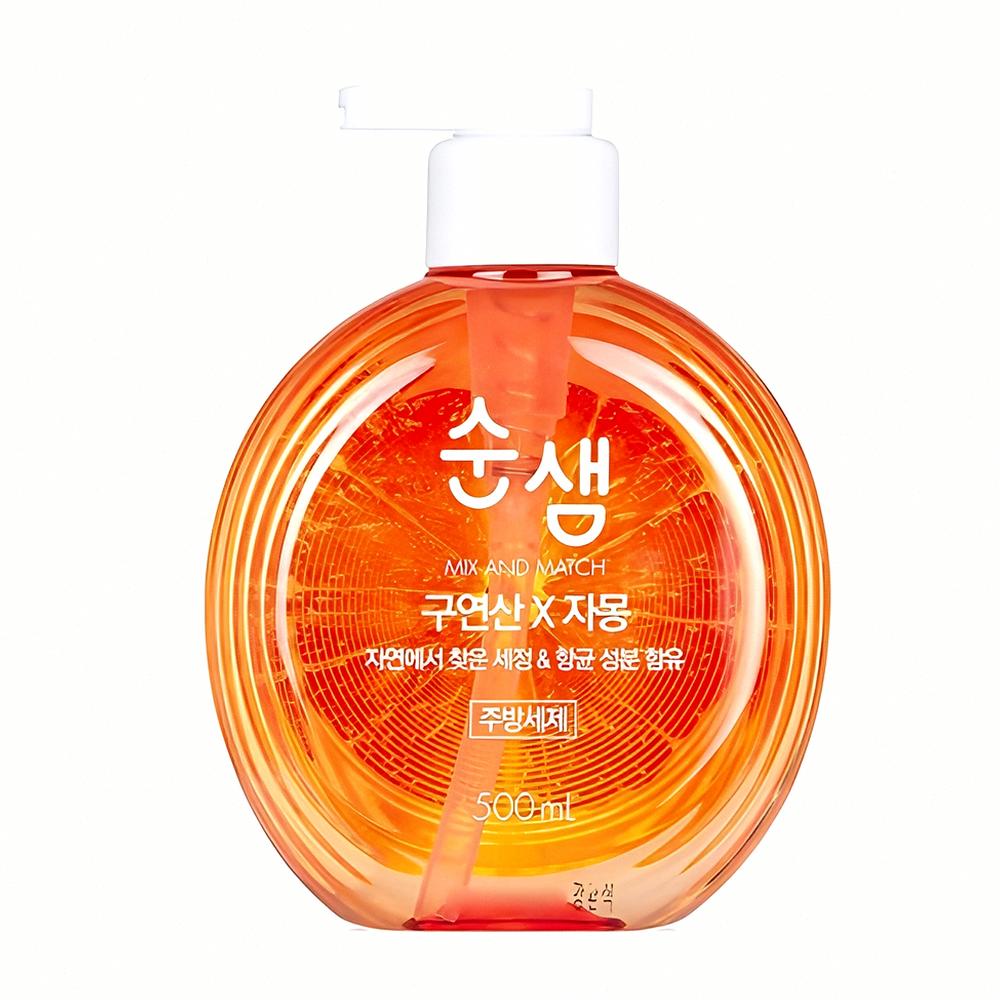 순샘
MIX AND MATCH
구연산 X 자몽
자연에서 찾은 세정 & 항균 성분 함유
주방세제
500mL